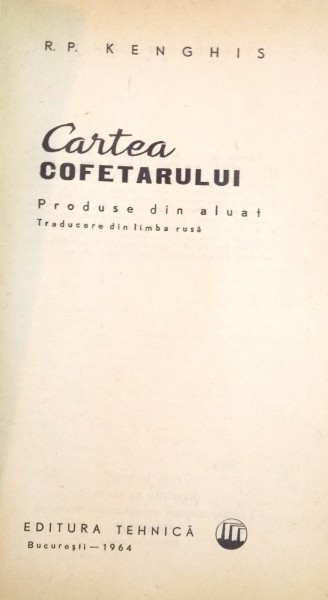 R. P. KENGHIS
Cartea
COFETARULUI
Produse din aluat
Traducere din limba rusă
EDITURA TEHNICĂ
București — 1964